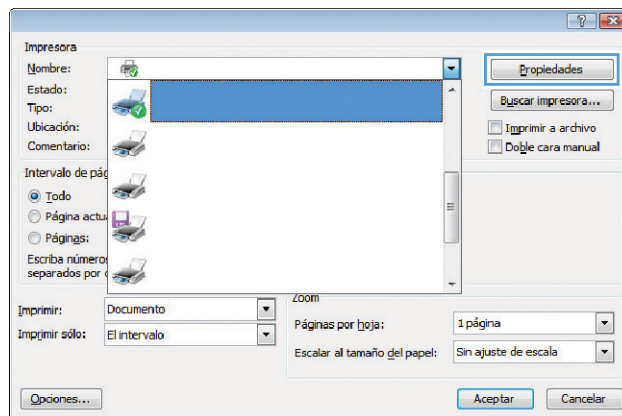 Impresora
Nombre:
Propiedades
Estado:
Tipo:
Buscar impresora...
Ubicación:
Imprimir a archivo
Comentario:
Doble cara manual
Intervalo de pág
Todo
Página actu
Páginas:
Escriba números
separados por c
Zoom
Imprimir:
Documento
Páginas por hoja:
1 página
Imprimir sólo:
El intervalo
Escalar al tamaño del papel:
Sin ajuste de escala
Opciones...
Aceptar
Cancelar